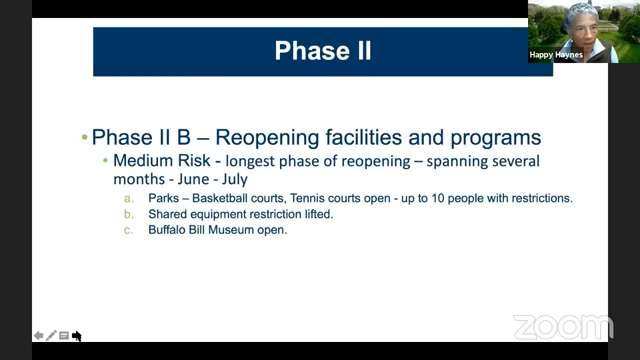 Phase II
Happy Haynes
• Phase II B – Reopening facilities and programs
• Medium Risk - longest phase of reopening – spanning several
months - June - July
a. Parks – Basketball courts, Tennis courts open - up to 10 people with restrictions.
b. Shared equipment restriction lifted.
c. Buffalo Bill Museum open.
zoom